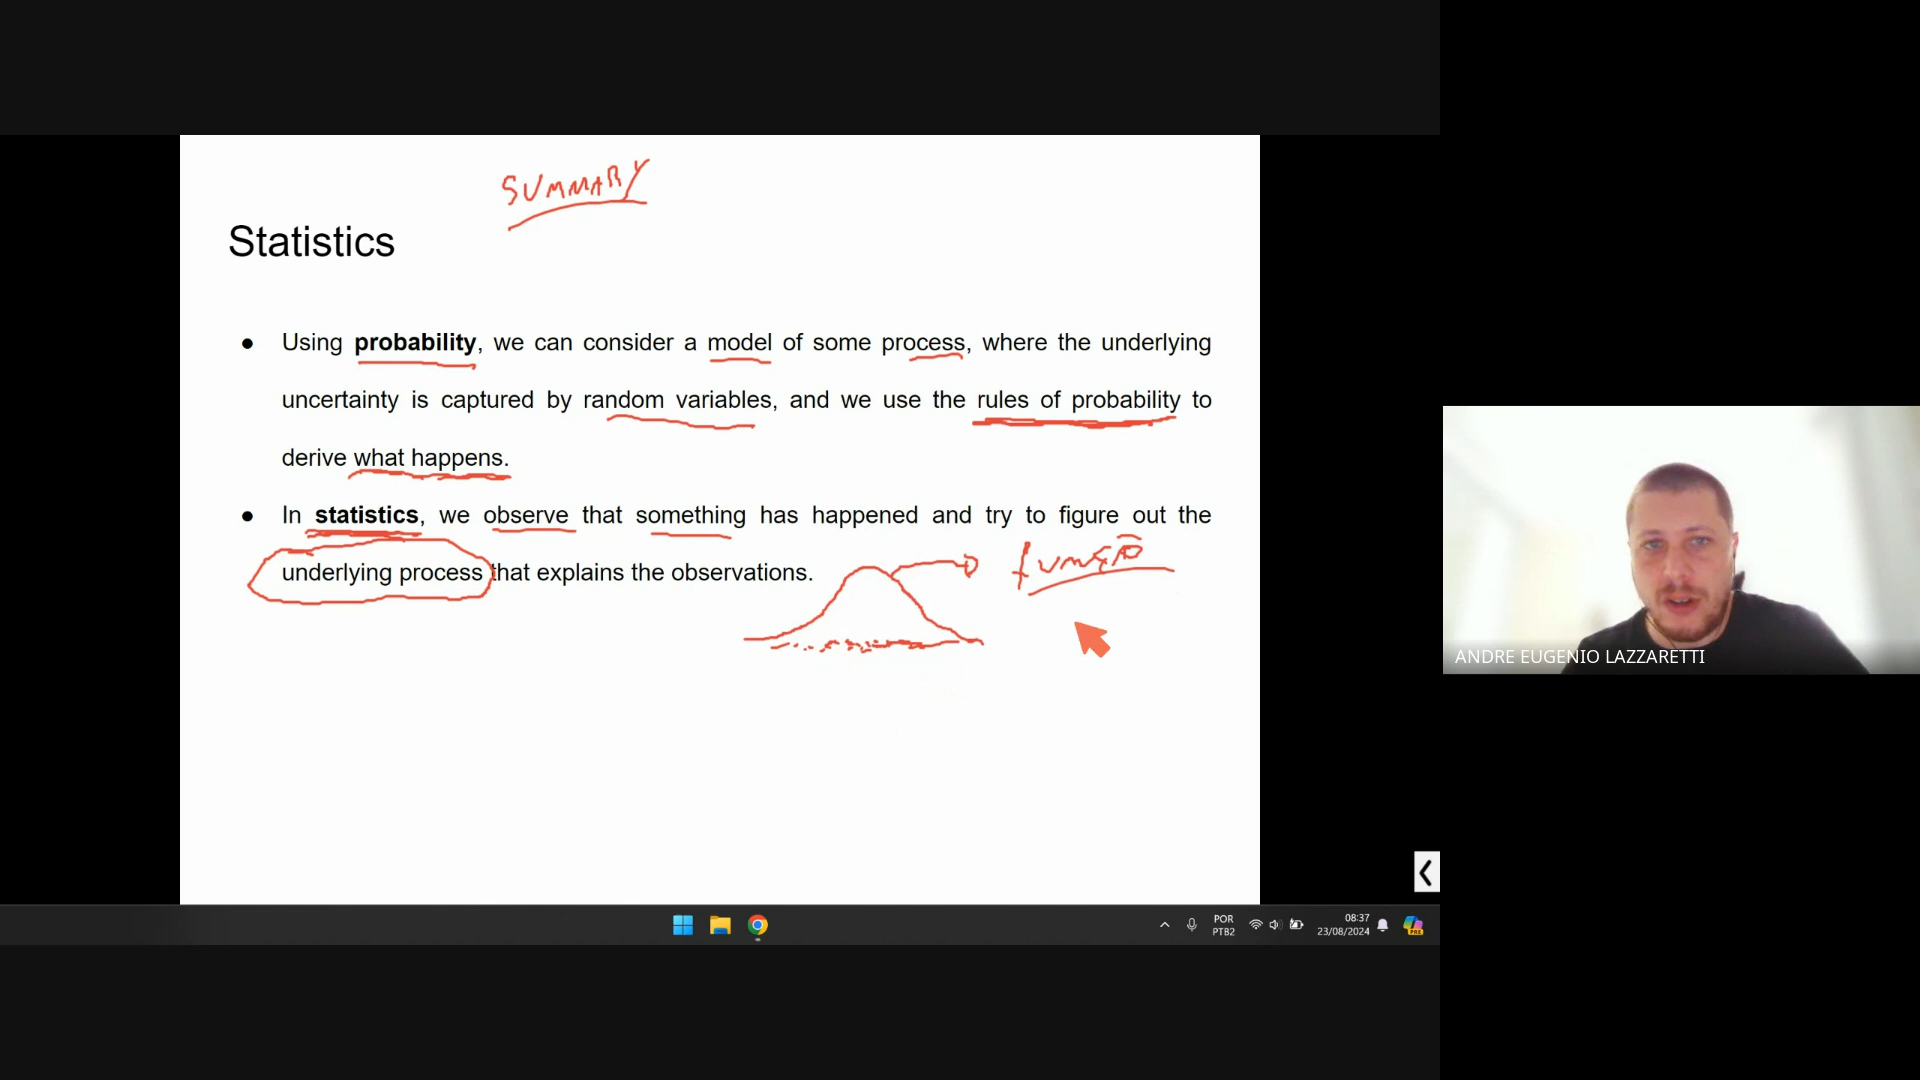 SUMMARY
Statistics
● Using probability, we can consider a model of some process, where the underlying
uncertainty is captured by random variables, and we use the rules of probability to
derive what happens.
● In statistics, we observe that something has happened and try to figure out the
underlying process that explains the observations.
função
ANDRE EUGENIO LAZZARETTI
POR
PTB2
08:37
23/08/2024
PRE